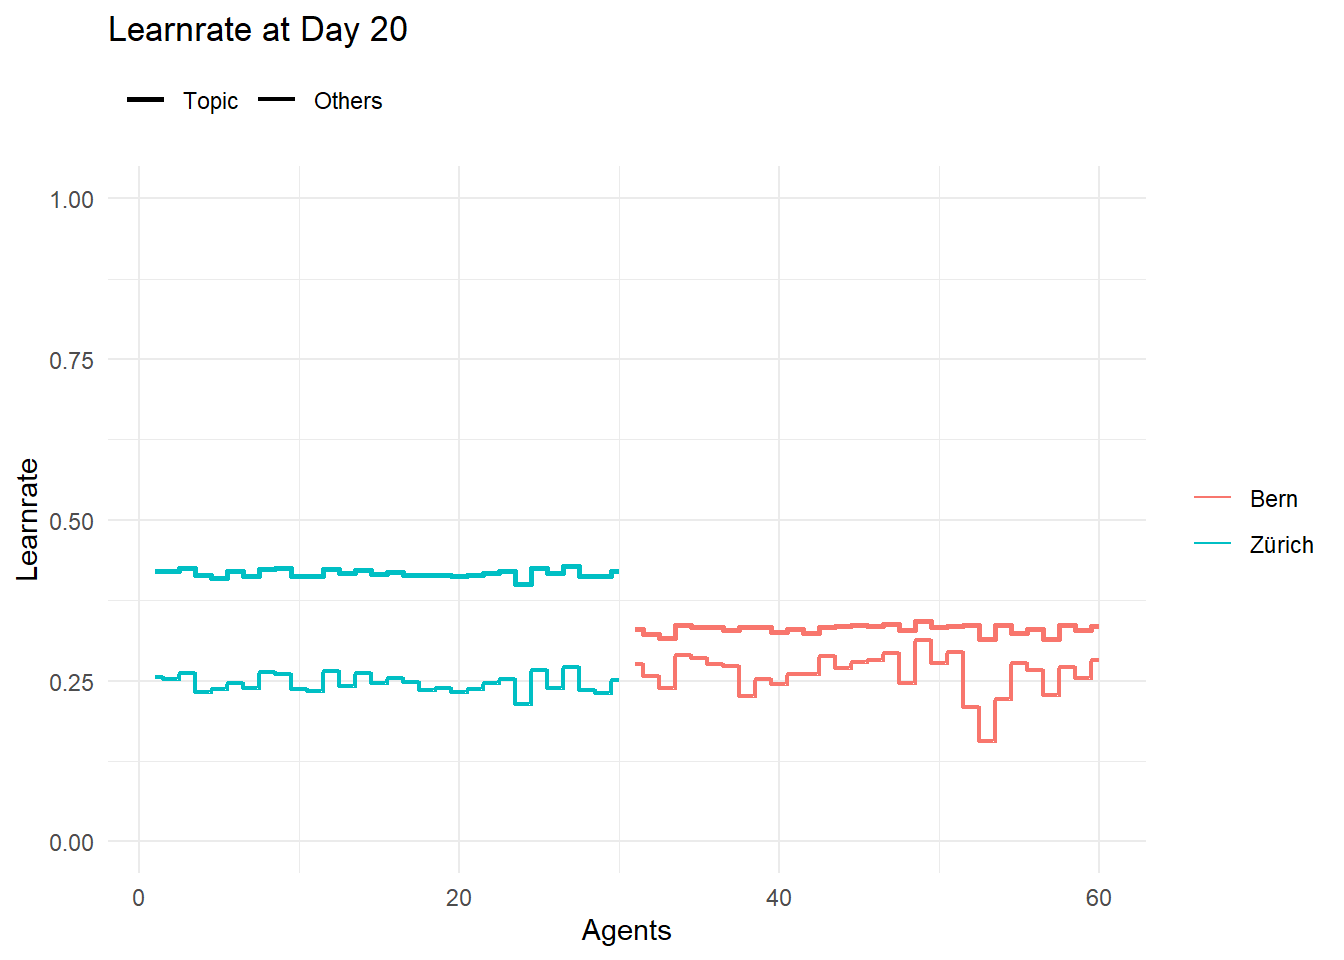 Learnrate at Day 20
Topic Others
1.00
0.75
0.50
0.25
0.00
Learnrate
0 20 40 60
Agents
Bern
Zürich